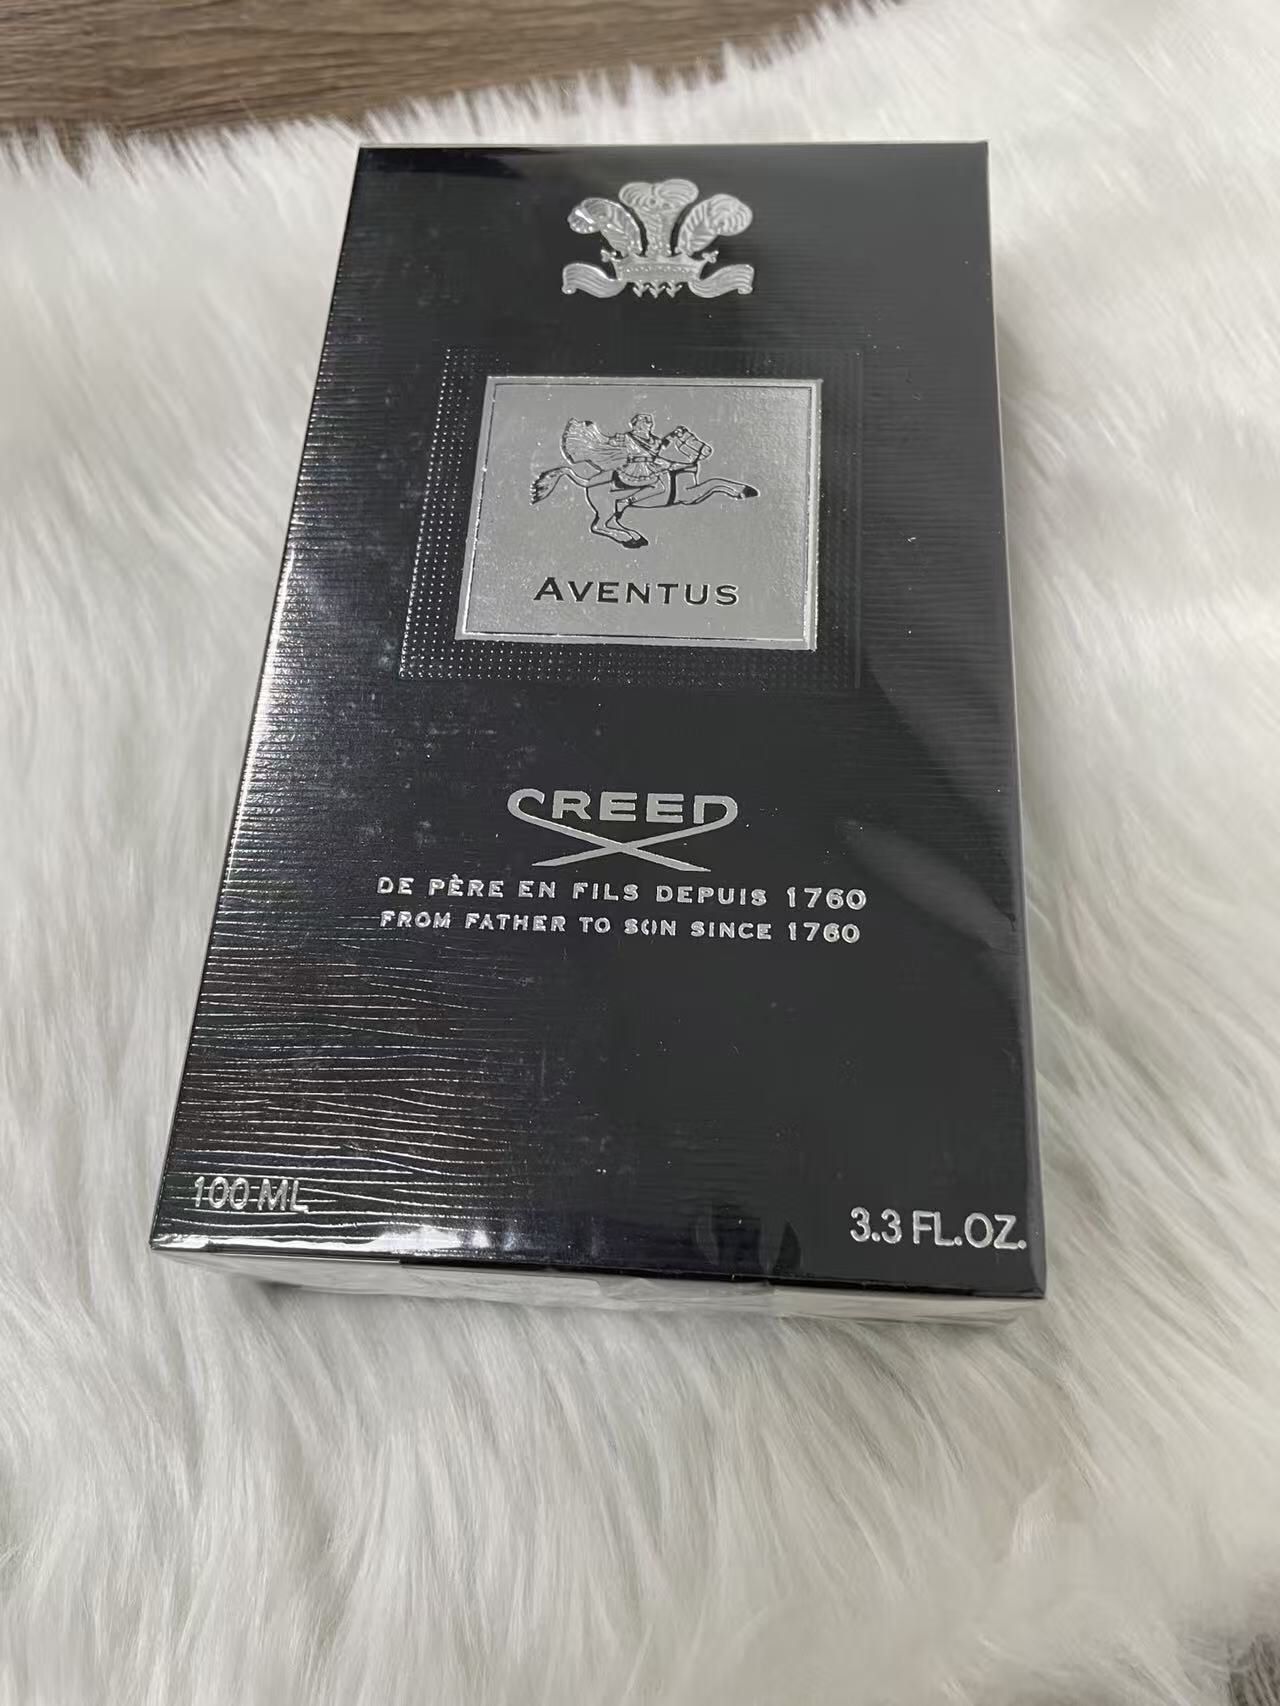 AVENTUS
CREED
DE PÈRE EN FILS DEPUIS 1760
FROM FATHER TO SON SINCE 1760
100 ML
3.3 FL.OZ.